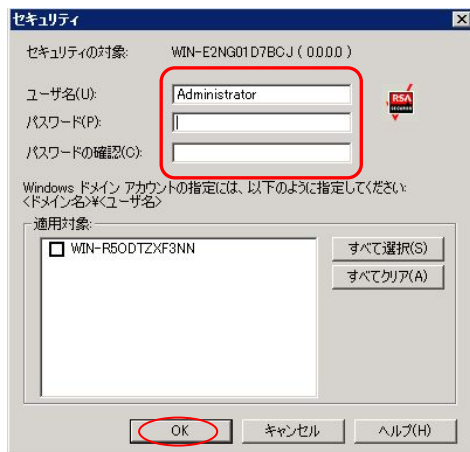 セキュリティ
セキュリティの対象: WIN-E2NG01D7BCJ ( 0.0.0.0 )
ユーザ名(U): Administrator
RSA
パスワード(P):
パスワードの確認(C):
Windows ドメイン アカウントの指定には、以下のように指定してください:
<ドメイン名>¥<ユーザ名>
適用対象:
WIN-R5ODTZXF3NN すべて選択(S)
すべてクリア(A)
OK キャンセル ヘルプ(H)